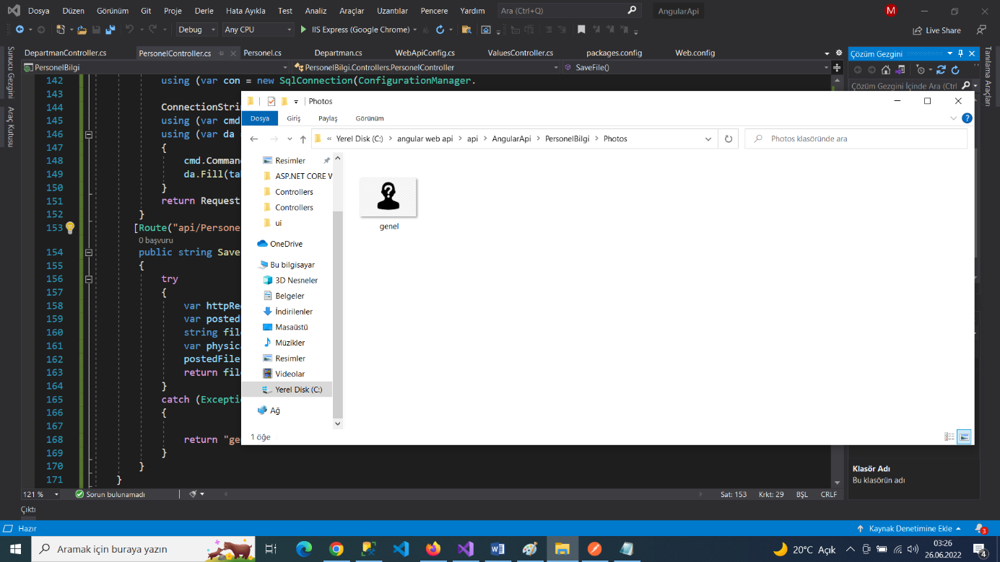 Dosya Düzen Görünüm Git Proje Derle Hata Ayıkla Test Analiz Araçlar Uzantılar Pencere Yardım Ara (Ctrl+Q) AngularApi M
Debug Any CPU IIS Express (Google Chrome) Live Share
Sunucu Gezgini
Araç Kutusu
DepartmanController.cs PersonelController.cs Personel.cs Departman.cs WebApiConfig.cs ValuesController.cs packages.config Web.config
PersonelBilgi PersonelBilgi.Controllers.PersonelController SaveFile()
142 using (var con = new SqlConnection(ConfigurationManager.
143
144 ConnectionStri
145 using (var cmd
146 using (var da
147 {
148 cmd.Comman
149 da.Fill(ta
150 }
151 return Request
152 }
153 [Route("api/Persone
0 başvuru
154 public string Save
155 {
156 try
157 {
158 var httpRe
159 var posted
160 string fil
161 var physic
162 postedFile
163 return fil
164 }
165 catch (Excepti
166 {
167
168 return "ge
169 }
170 }
171 }
121 % Sorun bulunamadı Sat: 153 Krkt: 29 BŞL CRLF
Photos
Dosya Giriş Paylaş Görünüm
« Yerel Disk (C:) > angular web api > api > AngularApi > PersonelBilgi > Photos
Photos klasöründe ara
Resimler
ASP.NET CORE W
Controllers
Controllers
ui
OneDrive
Bu bilgisayar
3D Nesneler
Belgeler
İndirilenler
Masaüstü
Müzikler
Resimler
Videolar
Yerel Disk (C:)
Ağ
?
genel
1 öğe
Çözüm Gezgini
Çözüm Gezgini İçinde Ara (Ctrl
Tanılama Araçları
Klasör Adı
Bu klasörün adı
Çıktı
Hazır Kaynak Denetimine Ekle 3
Aramak için buraya yazın
20°C Açık
03:26
26.06.2022
4